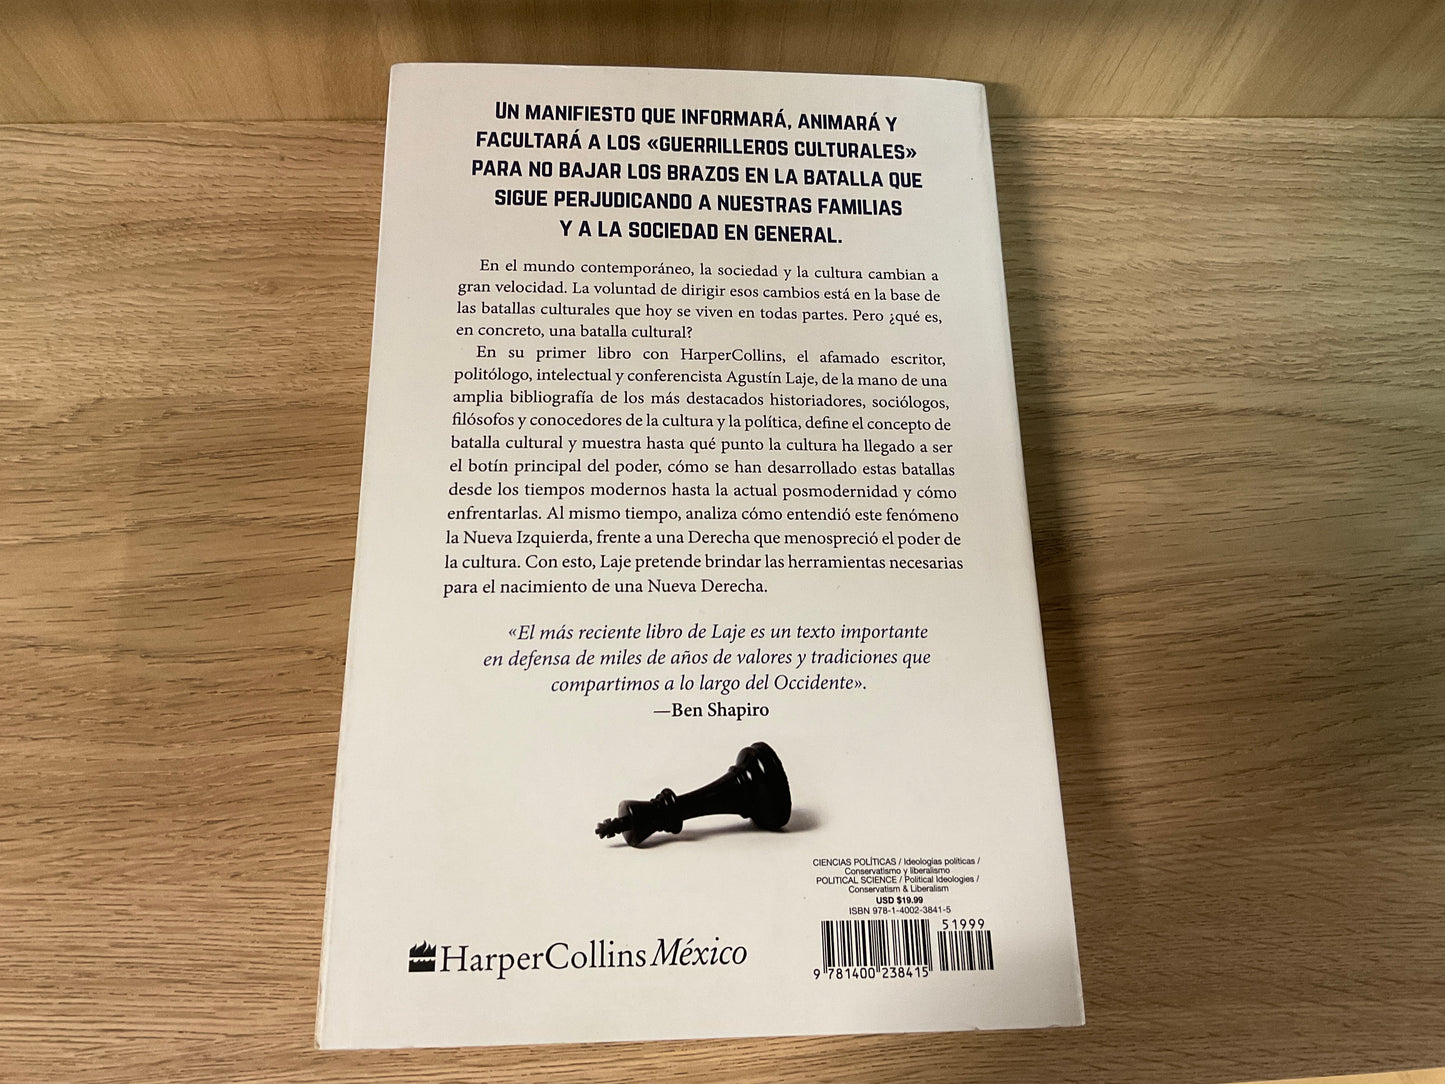 UN MANIFIESTO QUE INFORMARÁ, ANIMARÁ Y
FACULTARÁ A LOS «GUERRILLEROS CULTURALES»
PARA NO BAJAR LOS BRAZOS EN LA BATALLA QUE
SIGUE PERJUDICANDO A NUESTRAS FAMILIAS
Y A LA SOCIEDAD EN GENERAL.
En el mundo contemporáneo, la sociedad y la cultura cambian a
gran velocidad. La voluntad de dirigir esos cambios está en la base de
las batallas culturales que hoy se viven en todas partes. Pero ¿qué es,
en concreto, una batalla cultural?
En su primer libro con HarperCollins, el afamado escritor,
politólogo, intelectual y conferencista Agustín Laje, de la mano de una
amplia bibliografía de los más destacados historiadores, sociólogos,
filósofos y conocedores de la cultura y la política, define el concepto de
batalla cultural y muestra hasta qué punto la cultura ha llegado a ser
el botín principal del poder, cómo se han desarrollado estas batallas
desde los tiempos modernos hasta la actual posmodernidad y cómo
enfrentarlas. Al mismo tiempo, analiza cómo entendió este fenómeno
la Nueva Izquierda, frente a una Derecha que menospreció el poder de
la cultura. Con esto, Laje pretende brindar las herramientas necesarias
para el nacimiento de una Nueva Derecha.
«El más reciente libro de Laje es un texto importante
en defensa de miles de años de valores y tradiciones que
compartimos a lo largo del Occidente».
—Ben Shapiro
CIENCIAS POLÍTICAS / Ideologías políticas /
Conservatismo y liberalismo
POLITICAL SCIENCE / Political Ideologies /
Conservatism & Liberalism
USD $19.99
ISBN 978-1-4002-3841-5
51999
9 781400 238415
HarperCollins México